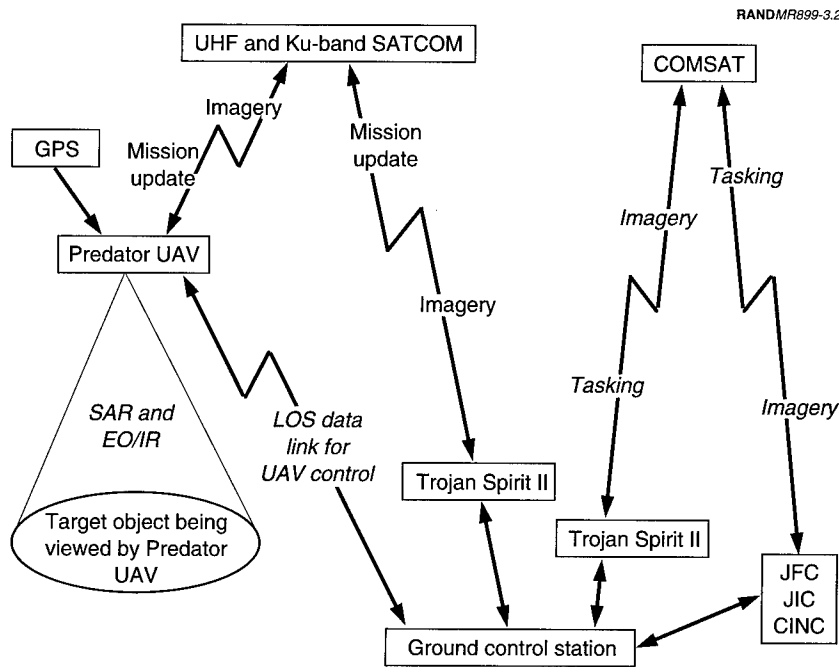 RANDMR899-3.2
UHF and Ku-band SATCOM
COMSAT
Imagery
Mission
update
GPS
Mission
update
Tasking
Imagery
Predator UAV
Imagery
SAR and
EO/IR
LOS data
link for
UAV control
Tasking
Imagery
Trojan Spirit II
Target object being
viewed by Predator
UAV
Trojan Spirit II
JFC
JIC
CINC
Ground control station